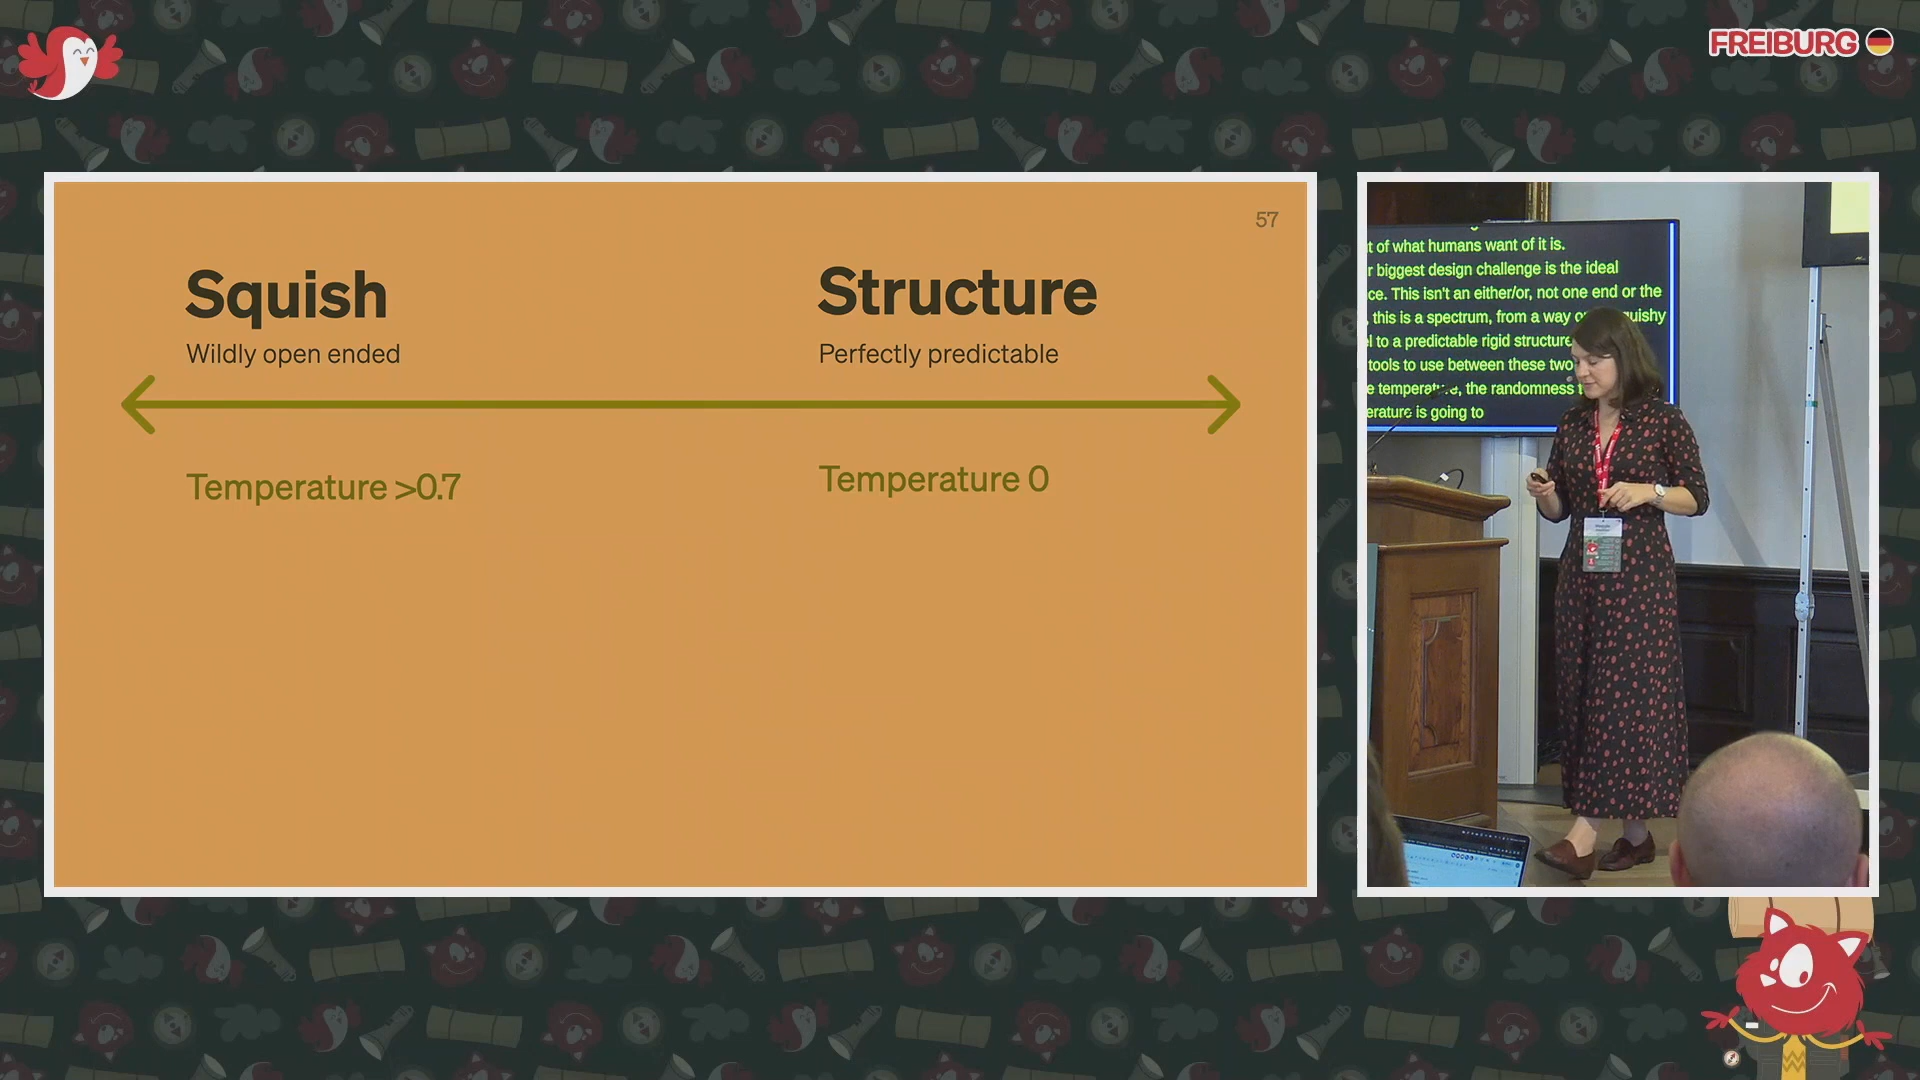 FREIBURG
57
Squish
Wildly open ended
Structure
Perfectly predictable
Temperature >0.7
Temperature 0
of what humans want of it is.
biggest design challenge is the ideal
This isn't an either/or, not one end or the
this is a spectrum, from a way
to a predictable rigid structure
tools to use between these two
temperature, the randomness
is going to